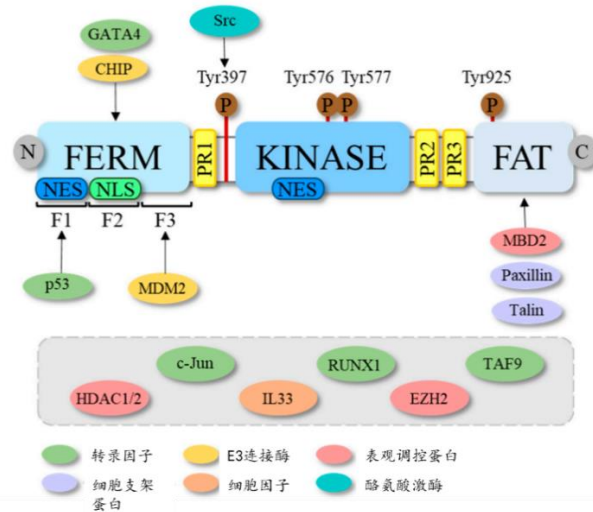 GATA4
Src
CHIP
Tyr397
Tyr576
Tyr577
Tyr925
P
P
P
P
N
FERM
PR1
KINASE
PR2
PR3
FAT
C
NES
NLS
NES
F1
F2
F3
MBD2
p53
MDM2
Paxillin
Talin
c-Jun
RUNX1
TAF9
HDAC1/2
IL33
EZH2
转录因子
E3连接酶
表观调控蛋白
细胞支架
蛋白
细胞因子
酪氨酸激酶